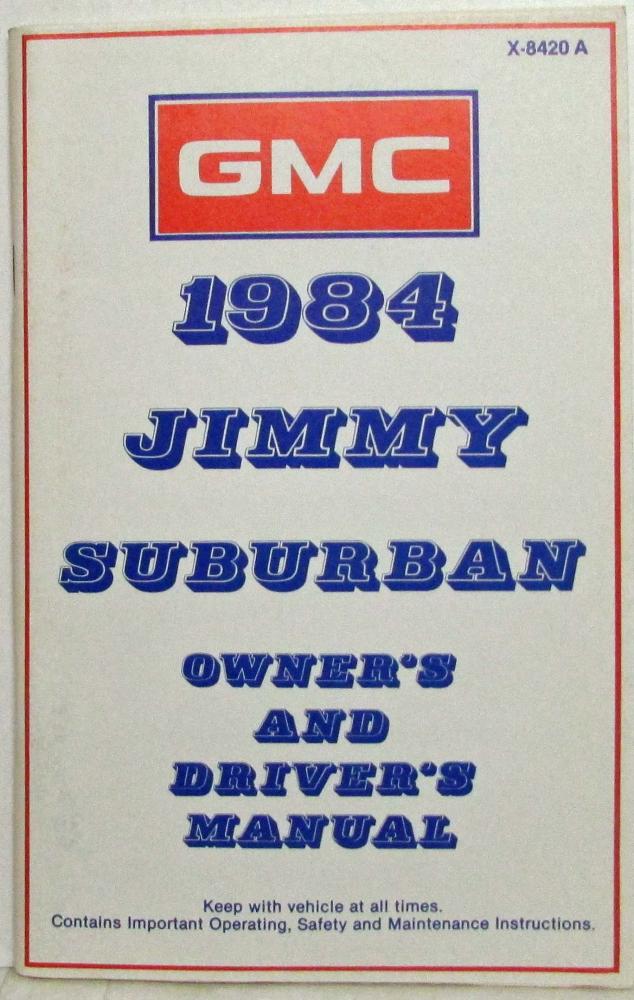 X-8420 A
GMC
1984
JIMMY
SUBURBAN
OWNER'S
AND
DRIVER'S
MANUAL
Keep with vehicle at all times.
Contains Important Operating, Safety and Maintenance Instructions.